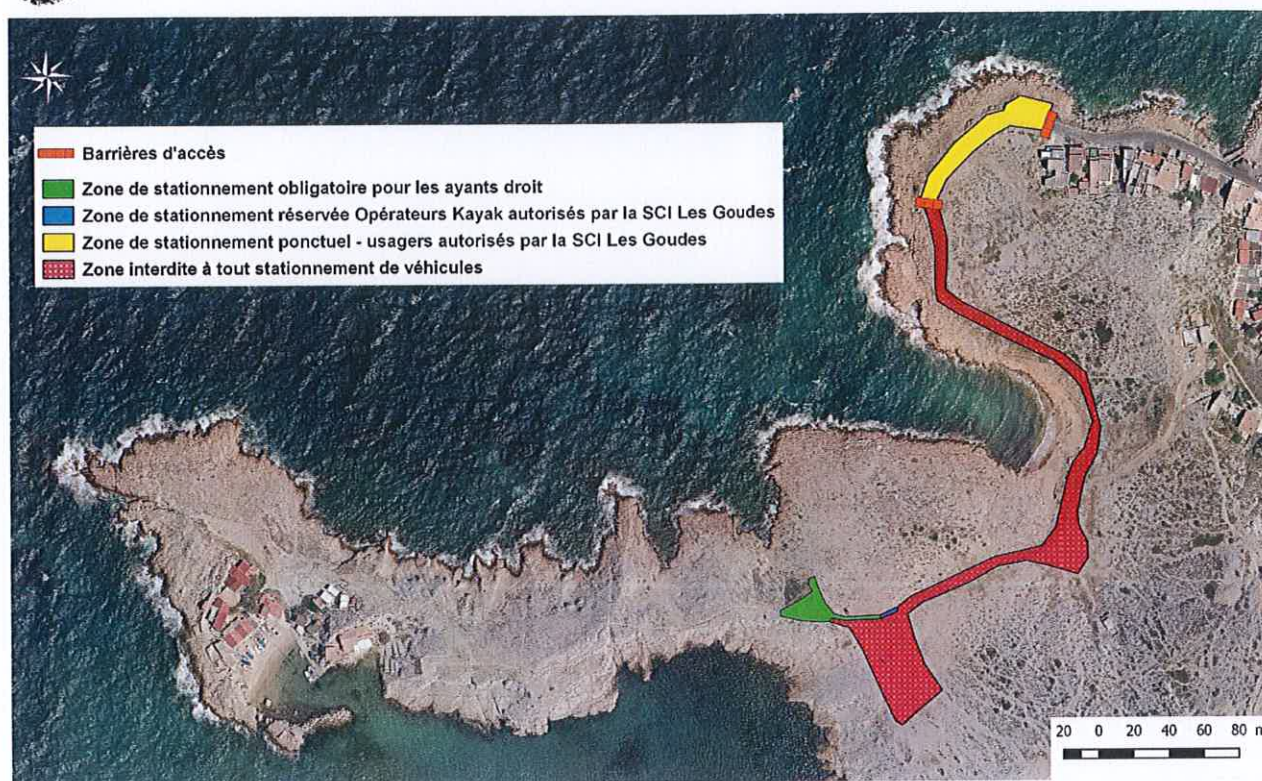 Barrières d'accès
Zone de stationnement obligatoire pour les ayants droit
Zone de stationnement réservée Opérateurs Kayak autorisés par la SCI Les Goudes
Zone de stationnement ponctuel - usagers autorisés par la SCI Les Goudes
Zone interdite à tout stationnement de véhicules
20 0 20 40 60 80 m